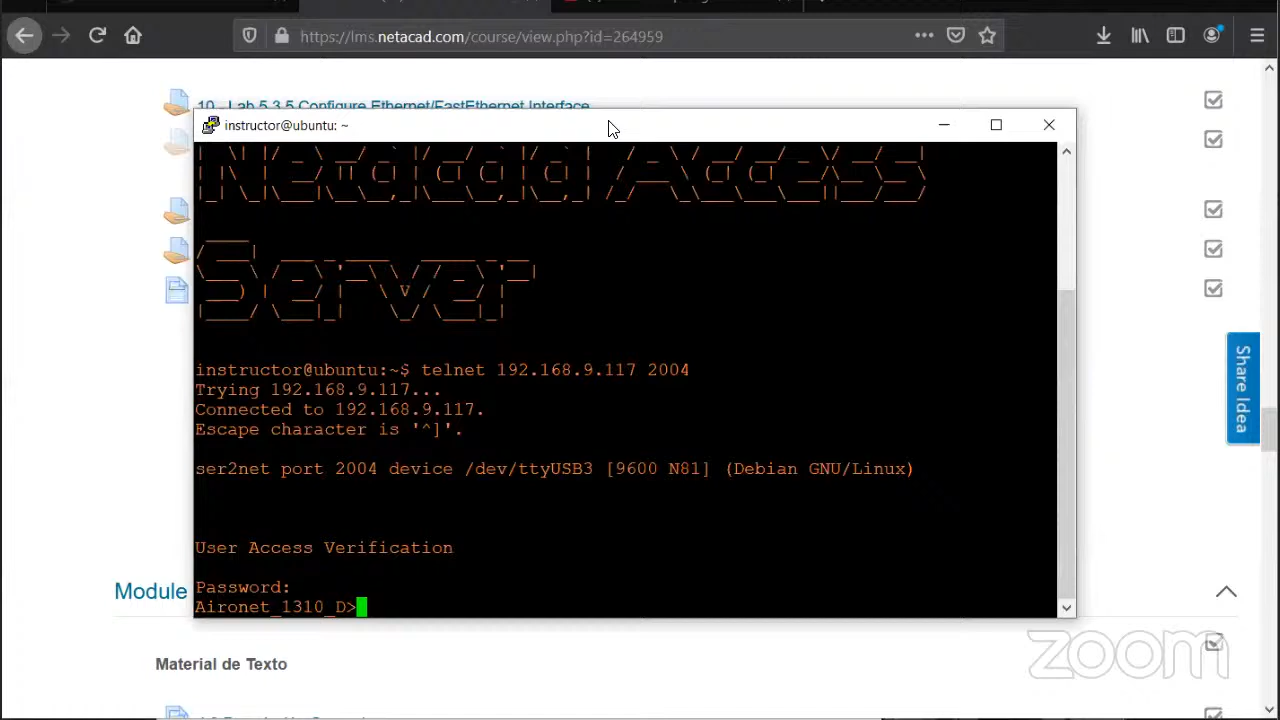 https://lms.netacad.com/course/view.php?id=264959
10 - Lab 5.3.5 Configure Ethernet/FastEthernet Interface
instructor@ubuntu: ~
Netacad Access
Server
instructor@ubuntu:~$ telnet 192.168.9.117 2004
Trying 192.168.9.117...
Connected to 192.168.9.117.
Escape character is '^]'.
ser2net port 2004 device /dev/ttyUSB3 [9600 N81] (Debian GNU/Linux)
User Access Verification
Password:
Aironet_1310_D>
Share Idea
Module
Material de Texto
zoom